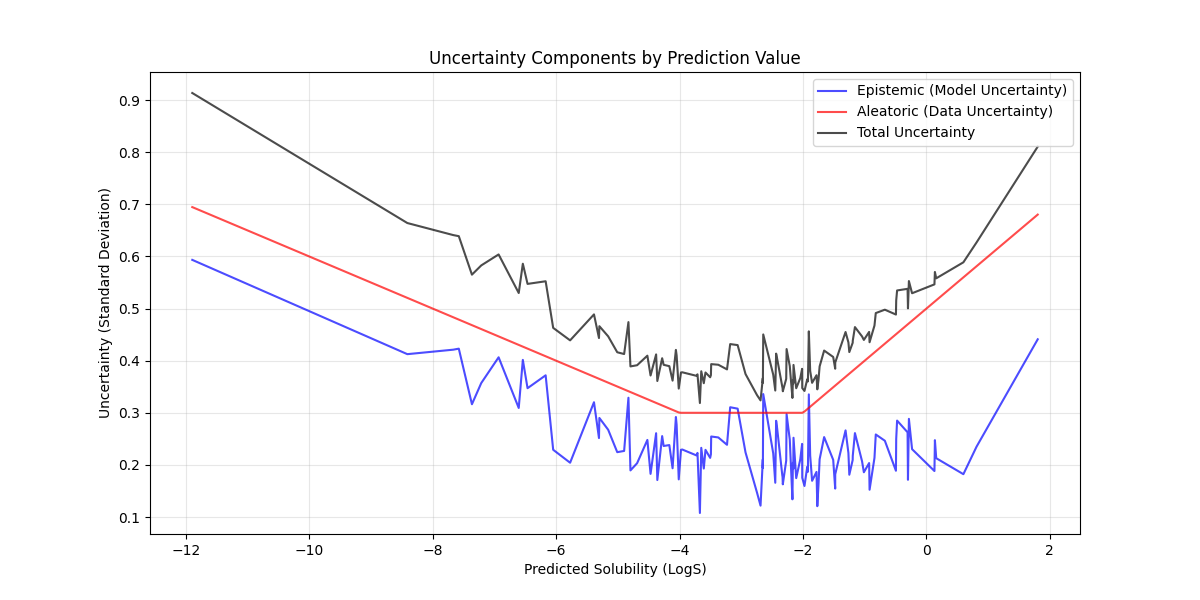 Uncertainty Components by Prediction Value
Epistemic (Model Uncertainty)
Aleatoric (Data Uncertainty)
Total Uncertainty
Uncertainty (Standard Deviation)
0.9
0.8
0.7
0.6
0.5
0.4
0.3
0.2
0.1
−12 −10 −8 −6 −4 −2 0 2
Predicted Solubility (LogS)